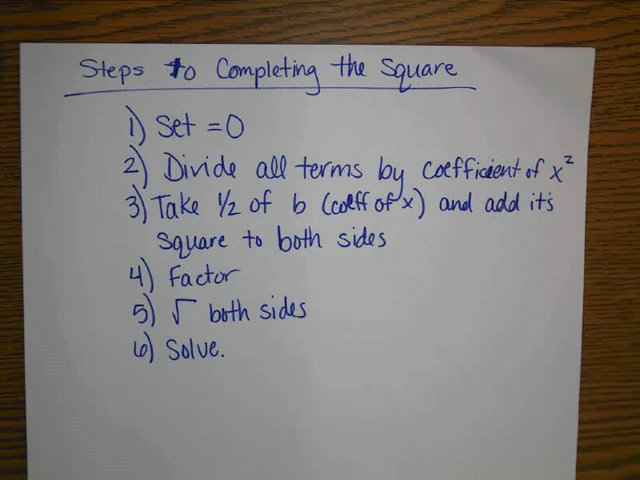 Steps to Completing the Square
1) Set = 0
2) Divide all terms by coefficient of x²
3) Take 1/2 of b (coeff of x) and add it's
square to both sides
4) Factor
5) √ both sides
6) Solve.